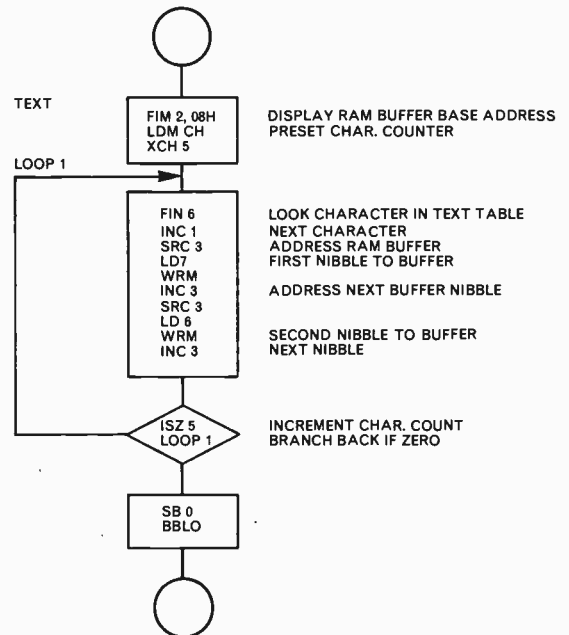 TEXT
FIM 2, 08H DISPLAY RAM BUFFER BASE ADDRESS
LDM CH PRESET CHAR. COUNTER
XCH 5
LOOP 1
FIN 6 LOOK CHARACTER IN TEXT TABLE
INC 1 NEXT CHARACTER
SRC 3 ADDRESS RAM BUFFER
LD7 FIRST NIBBLE TO BUFFER
WRM
INC 3 ADDRESS NEXT BUFFER NIBBLE
SRC 3
LD 6
WRM SECOND NIBBLE TO BUFFER
INC 3 NEXT NIBBLE
ISZ 5 INCREMENT CHAR. COUNT
LOOP 1 BRANCH BACK IF ZERO
SB 0
BBLO